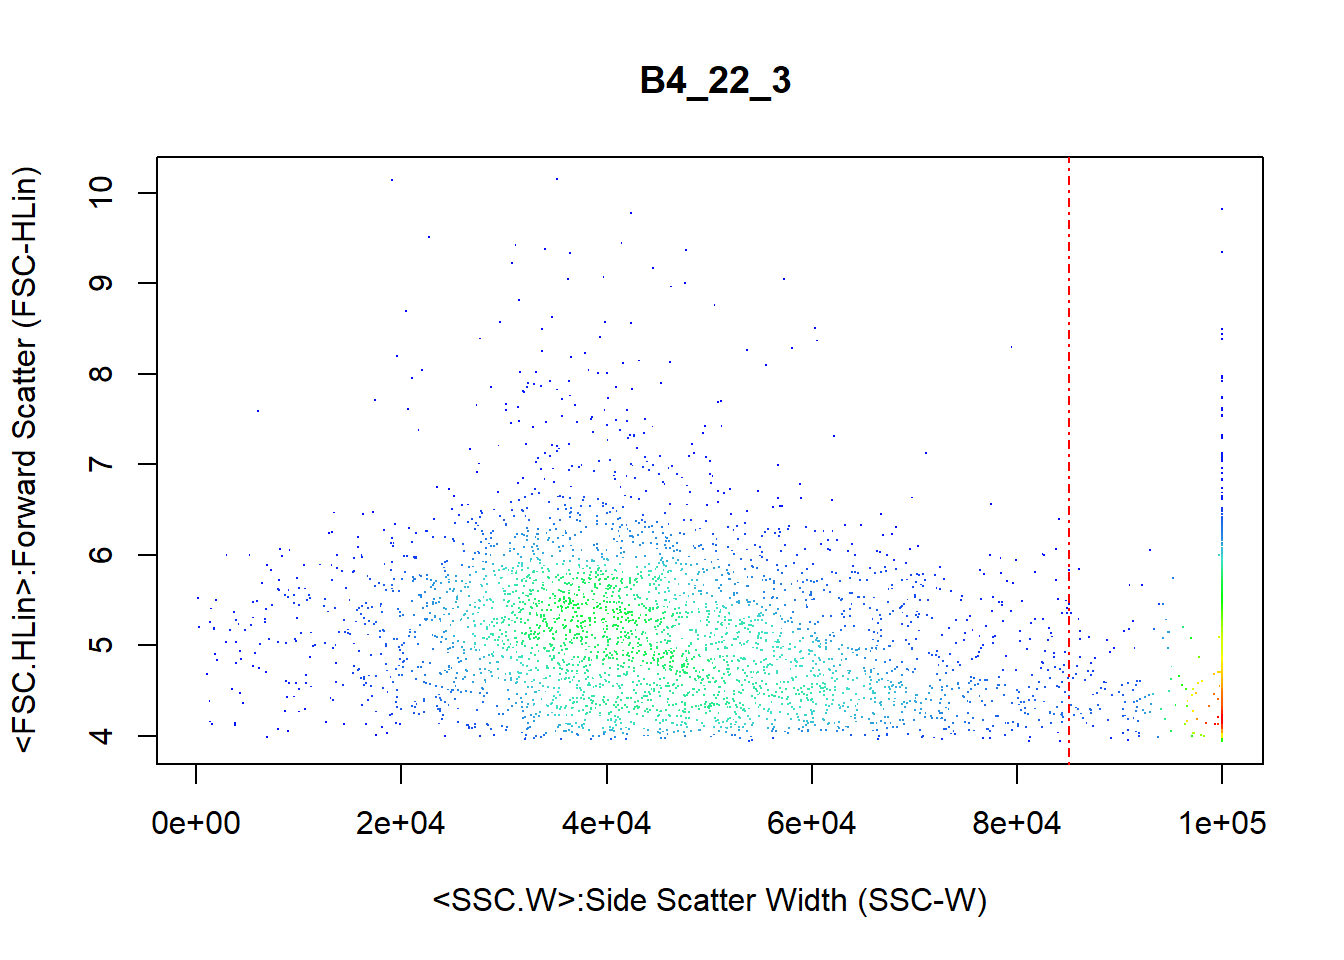 B4_22_3
<FSC.HLin>:Forward Scatter (FSC-HLin)
10
9
8
7
6
5
4
0e+00 2e+04 4e+04 6e+04 8e+04 1e+05
<SSC.W>:Side Scatter Width (SSC-W)